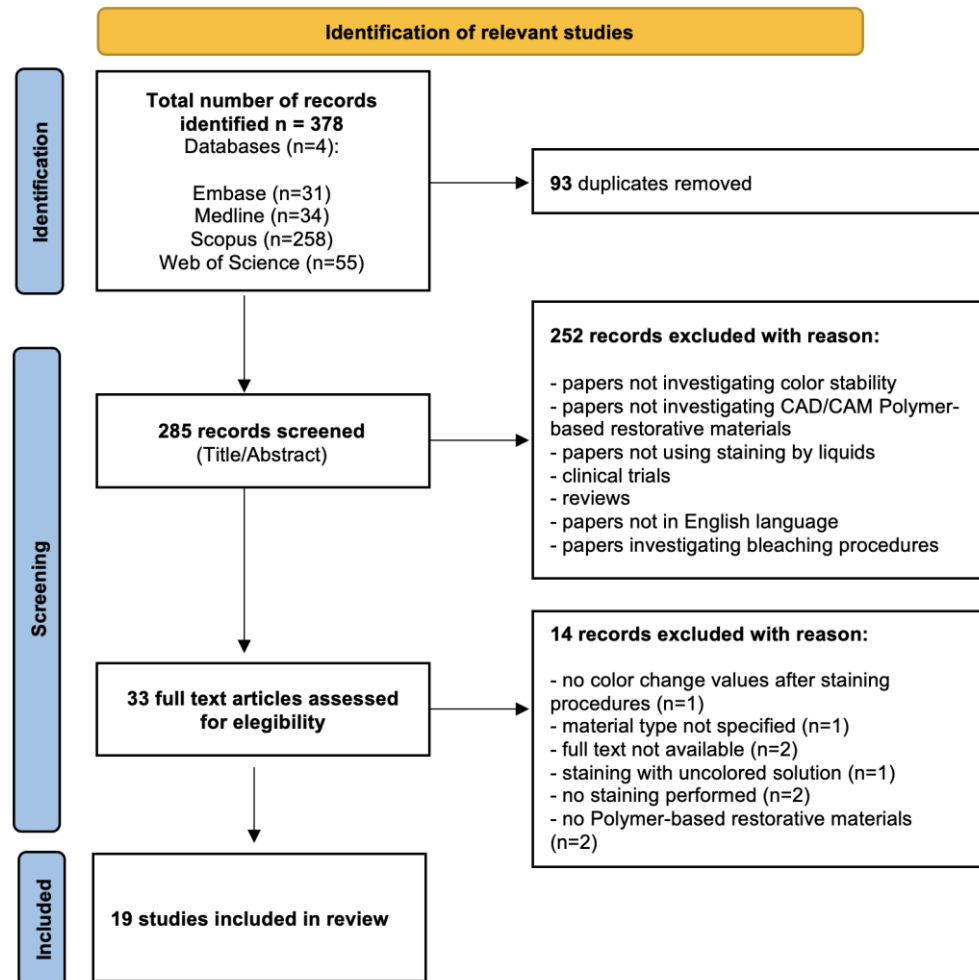 Identification of relevant studies
Identification
Total number of records
identified n = 378
Databases (n=4):
Embase (n=31)
Medline (n=34)
Scopus (n=258)
Web of Science (n=55)
93 duplicates removed
Screening
285 records screened
(Title/Abstract)
252 records excluded with reason:
- papers not investigating color stability
- papers not investigating CAD/CAM Polymer-
based restorative materials
- papers not using staining by liquids
- clinical trials
- reviews
- papers not in English language
- papers investigating bleaching procedures
33 full text articles assessed
for elegibility
14 records excluded with reason:
- no color change values after staining
procedures (n=1)
- material type not specified (n=1)
- full text not available (n=2)
- staining with uncolored solution (n=1)
- no staining performed (n=2)
- no Polymer-based restorative materials
(n=2)
Included
19 studies included in review